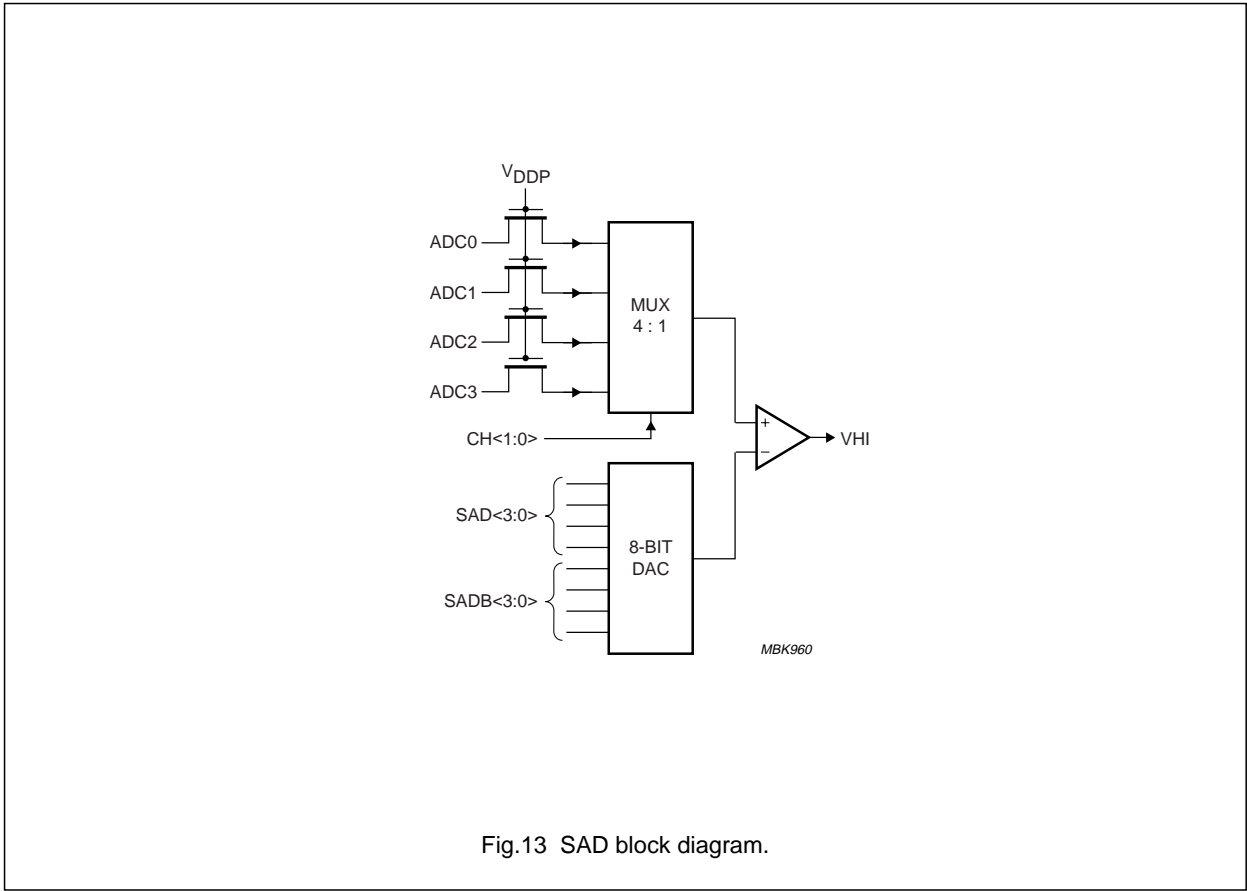 VDDP
ADC0
ADC1
ADC2
ADC3
MUX
4 : 1
CH<1:0>
+
−
VHI
SAD<3:0>
SADB<3:0>
8-BIT
DAC
MBK960
Fig.13 SAD block diagram.